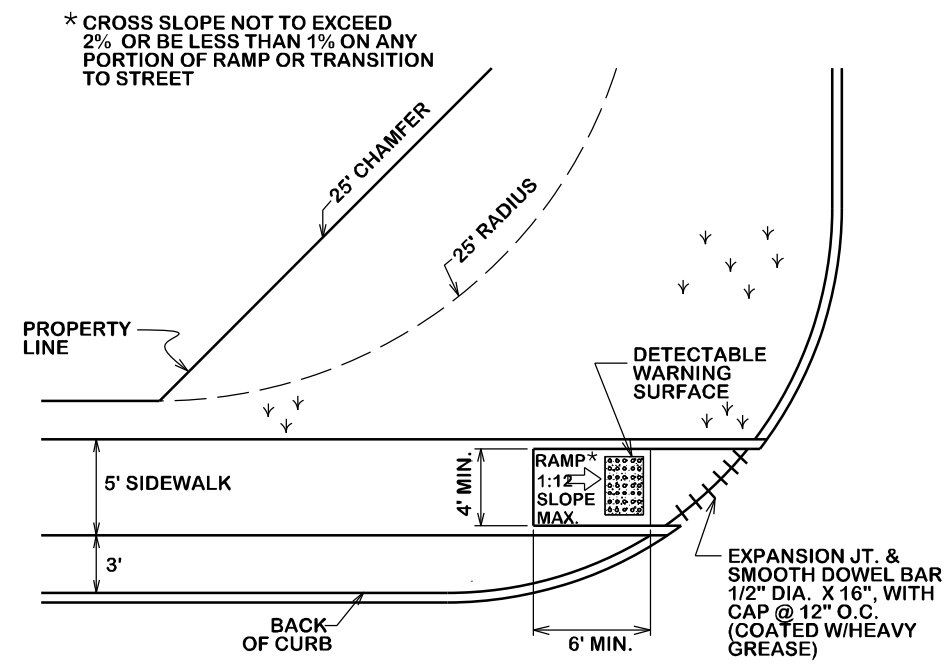 * CROSS SLOPE NOT TO EXCEED
2% OR BE LESS THAN 1% ON ANY
PORTION OF RAMP OR TRANSITION
TO STREET
25' CHAMFER
25' RADIUS
PROPERTY
LINE
DETECTABLE
WARNING
SURFACE
5' SIDEWALK
4' MIN.
RAMP*
1:12
SLOPE
MAX.
3'
BACK
OF CURB
6' MIN.
EXPANSION JT. &
SMOOTH DOWEL BAR
1/2" DIA. X 16", WITH
CAP @ 12" O.C.
(COATED W/HEAVY
GREASE)